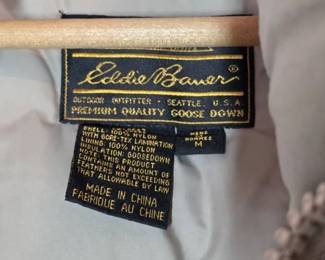 Eddie Bauer®
OUTDOOR OUTFITTER • SEATTLE, U.S.A.
PREMIUM QUALITY GOOSE DOWN
MENS
HOMMES
M
SHELL: 100% NYLON
WITH GORE-TEX LAMINATION
LINING: 100% NYLON
INSULATION: GOOSEDOWN
NOTE: THIS PRODUCT
CONTAINS AN AMOUNT OF
FEATHERS NOT EXCEEDING
THAT ALLOWABLE BY LAW
MADE IN CHINA
FABRIQUE AU CHINE